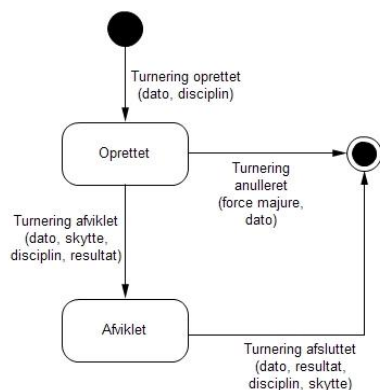 Turnering oprettet
(dato, disciplin)
Oprettet
Turnering
anulleret
(force majure,
dato)
Turnering afviklet
(dato, skytte,
disciplin, resultat)
Afviklet
Turnering afsluttet
(dato, resultat,
disciplin, skytte)